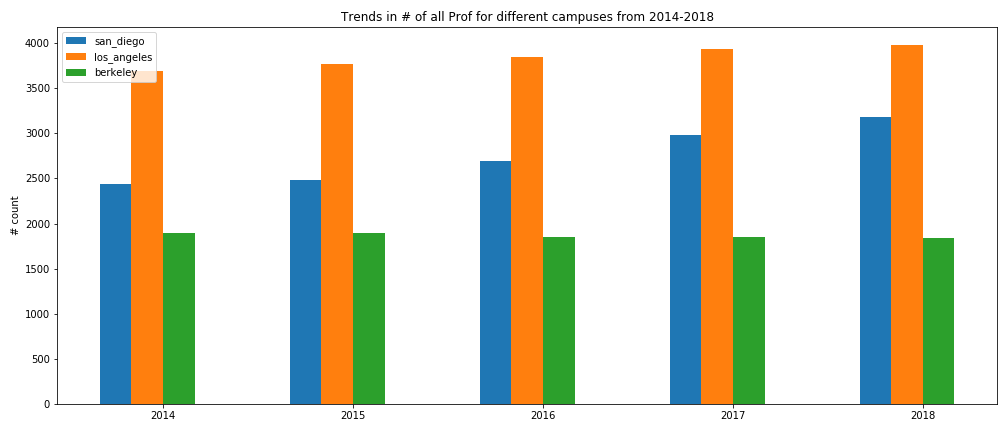 Trends in # of all Prof for different campuses from 2014-2018
san_diego
los_angeles
berkeley
# count
4000
3500
3000
2500
2000
1500
1000
500
0
2014 2015 2016 2017 2018